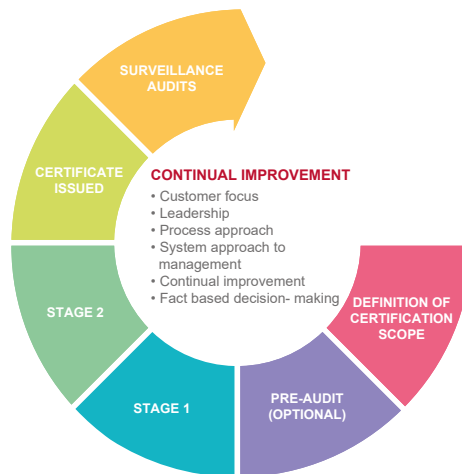 SURVEILLANCE
AUDITS
CERTIFICATE
ISSUED
CONTINUAL IMPROVEMENT
• Customer focus
• Leadership
• Process approach
• System approach to
management
• Continual improvement
• Fact based decision- making
DEFINITION OF
CERTIFICATION
SCOPE
STAGE 2
PRE-AUDIT
(OPTIONAL)
STAGE 1